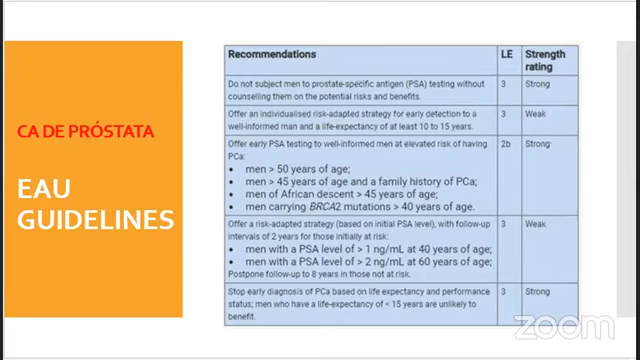 CA DE PRÓSTATA
EAU
GUIDELINES
Recommendations LE Strength
rating
Do not subject men to prostate-specific antigen (PSA) testing without 3 Strong
counselling them on the potential risks and benefits.
Offer an individualised risk-adapted strategy for early detection to a 3 Weak
well-informed man and a life-expectancy of at least 10 to 15 years.
Offer early PSA testing to well-informed men at elevated risk of having 2b Strong
PCa:
• men > 50 years of age;
• men > 45 years of age and a family history of PCa;
• men of African descent > 45 years of age;
• men carrying BRCA2 mutations > 40 years of age.
Offer a risk-adapted strategy (based on initial PSA level), with follow-up 3 Weak
intervals of 2 years for those initially at risk:
• men with a PSA level of > 1 ng/mL at 40 years of age;
• men with a PSA level of > 2 ng/mL at 60 years of age;
Postpone follow-up to 8 years in those not at risk.
Stop early diagnosis of PCa based on life expectancy and performance 3 Strong
status; men who have a life-expectancy of < 15 years are unlikely to
benefit.
zoom